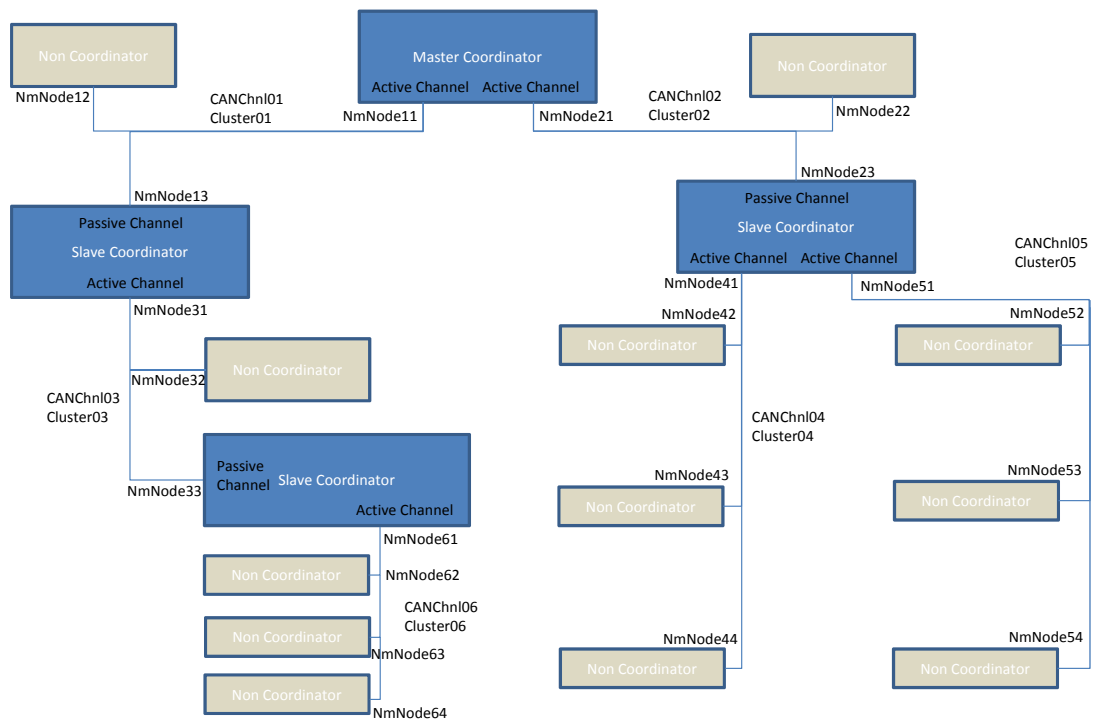 Non Coordinator
Master Coordinator
Non Coordinator
Active Channel
Active Channel
NmNode12
CANChnl01
Cluster01
NmNode11
NmNode21
CANChnl02
Cluster02
NmNode22
NmNode13
NmNode23
Passive Channel
Slave Coordinator
Active Channel
Passive Channel
Slave Coordinator
Active Channel
Active Channel
CANChnl05
Cluster05
NmNode31
NmNode41
NmNode51
NmNode42
NmNode52
Non Coordinator
Non Coordinator
Non Coordinator
NmNode32
CANChnl03
Cluster03
CANChnl04
Cluster04
Passive
Channel
Slave Coordinator
Active Channel
NmNode33
NmNode43
NmNode53
Non Coordinator
Non Coordinator
NmNode61
Non Coordinator
NmNode62
CANChnl06
Cluster06
Non Coordinator
NmNode63
NmNode44
NmNode54
Non Coordinator
Non Coordinator
Non Coordinator
NmNode64